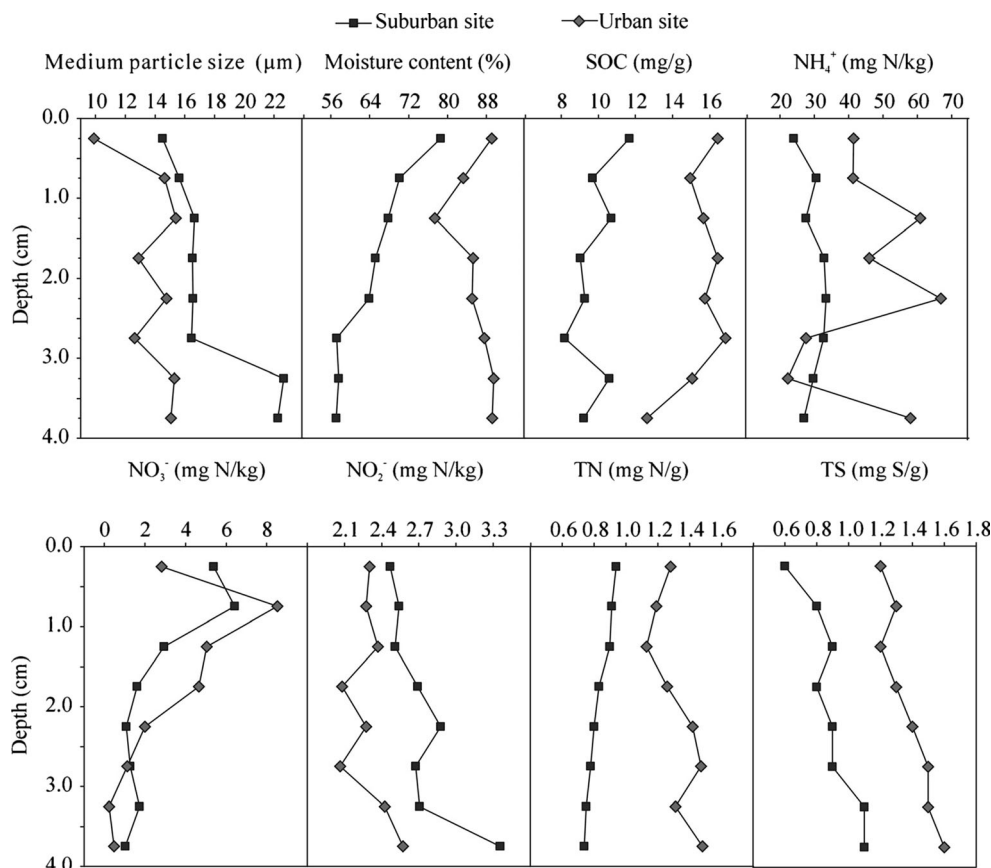 Suburban site Urban site
Medium particle size (μm) Moisture content (%) SOC (mg/g) NH₄⁺ (mg N/kg)
10 12 14 16 18 20 22 56 64 72 80 88 8 10 12 14 16 20 30 40 50 60 70
0.0
1.0
2.0
3.0
4.0
Depth (cm)
NO₃⁻ (mg N/kg) NO₂⁻ (mg N/kg) TN (mg N/g) TS (mg S/g)
0 2 4 6 8 2.1 2.4 2.7 3.0 3.3 0.6 0.8 1.0 1.2 1.4 1.6 0.6 0.8 1.0 1.2 1.4 1.6 1.8
0.0
1.0
2.0
3.0
4.0
Depth (cm)